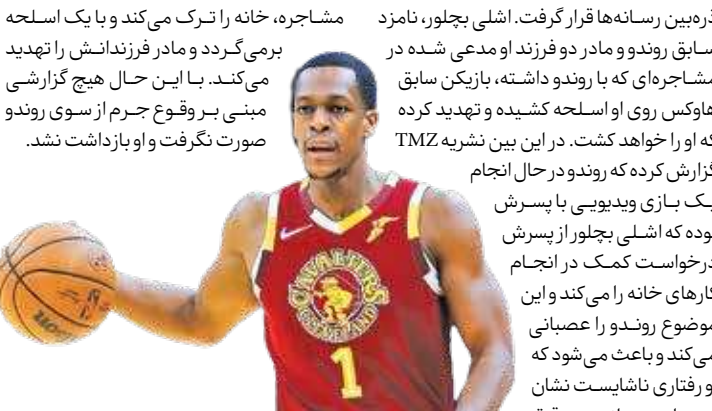 ذره‌بین رسانه‌ها قرار گرفت. اشلی بچلور، نامزد
سابق روندو و مادر دو فرزند او مدعی شده در
مشاجره‌ای که با روندو داشته، بازیکن سابق
هاوکس روی او اسلحه کشیده و تهدید کرده
که او را خواهد کشت. در این بین نشریه TMZ
گزارش کرده که روندو در حال انجام
یک بازی ویدیویی با پسرش
بوده که اشلی بچلور از پسرش
درخواست کمک در انجام
کارهای خانه را می‌کند و این
موضوع روندو را عصبانی
می‌کند و باعث می‌شود که
او رفتاری ناشایست نشان
مشاجره، خانه را ترک می‌کند و با یک اسلحه
برمی‌گردد و مادر فرزندانش را تهدید
می‌کند. با این حال هیچ گزارشی
مبنی بر وقوع جرم از سوی روندو
صورت نگرفت و او بازداشت نشد.
CAVALIERS
CLEVELAND
1